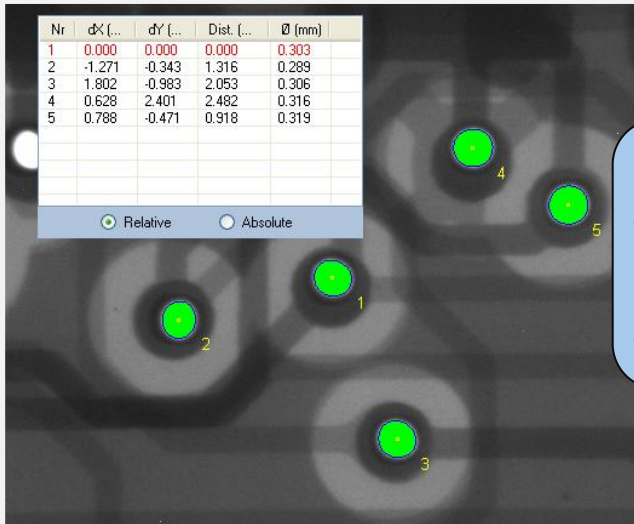 Nr dX (... dY (... Dist. (... Ø (mm)
1 0.000 0.000 0.000 0.303
2 -1.271 -0.343 1.316 0.289
3 1.802 -0.983 2.053 0.306
4 0.628 2.401 2.482 0.316
5 0.788 -0.471 0.918 0.319
Relative Absolute
4
5
1
2
3